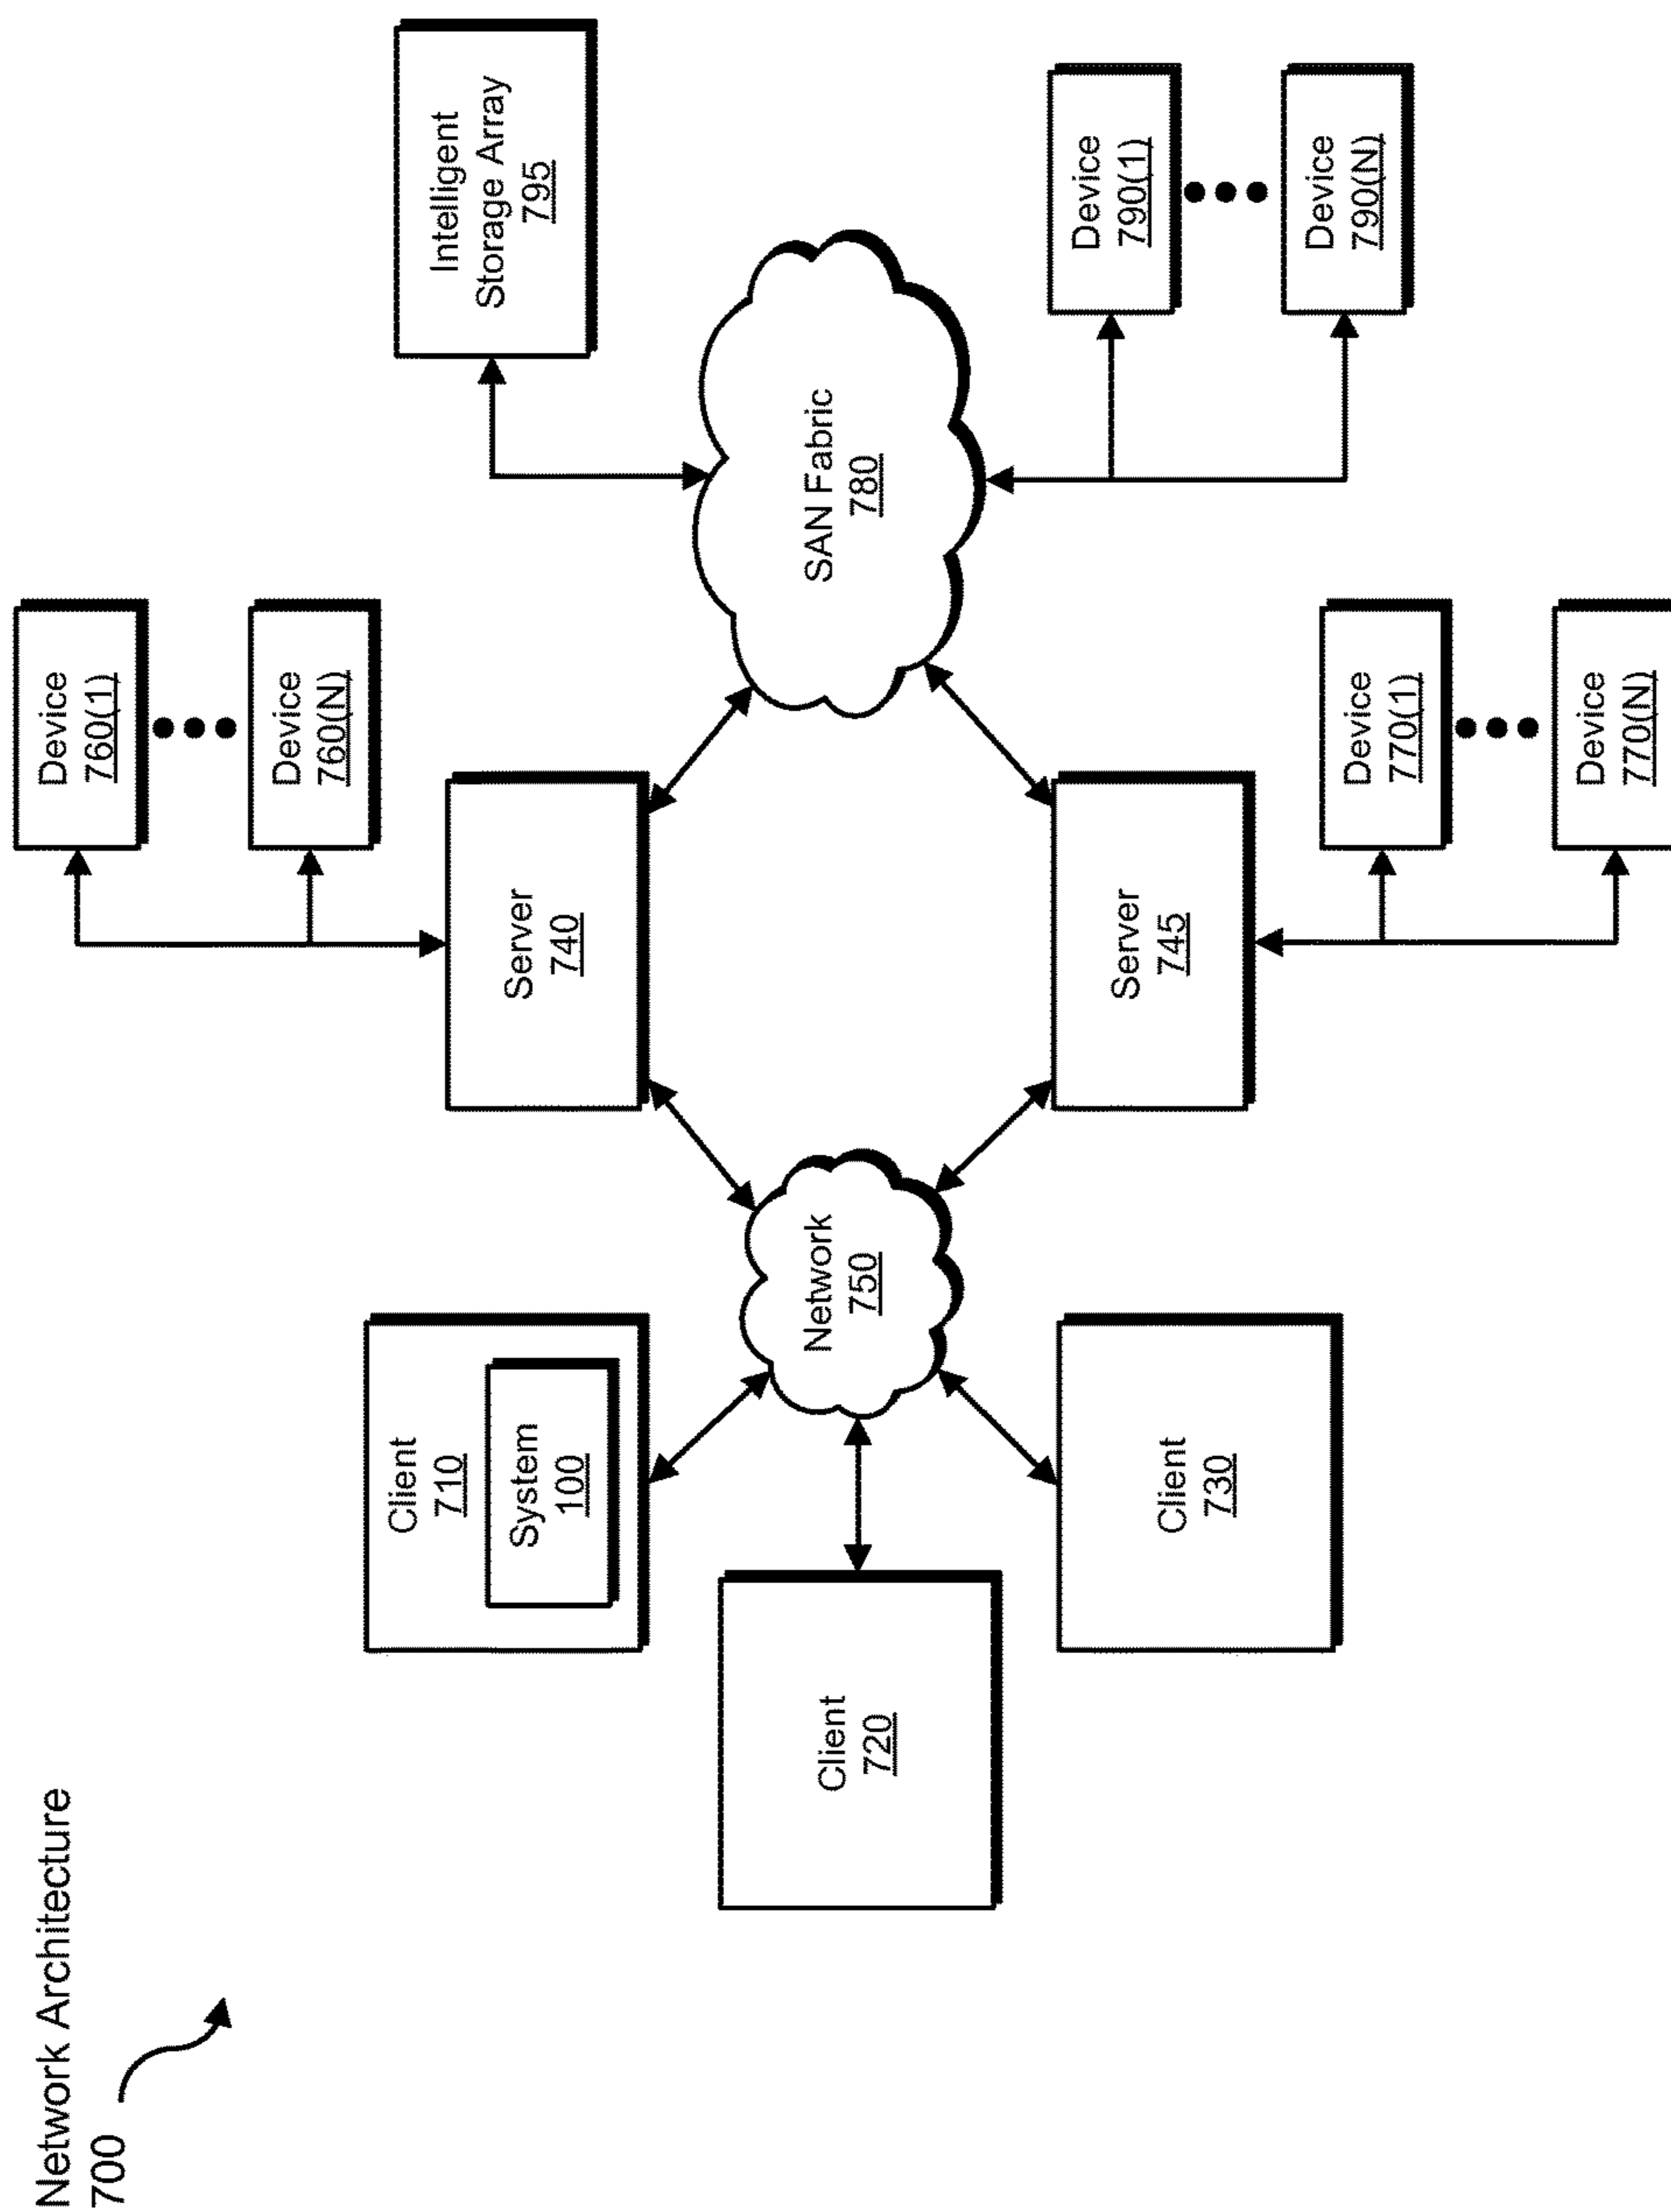 Network Architecture
700
Client
710
System
100
Client
720
Client
730
Network
750
Server
740
Server
745
Device
760(1)
Device
760(N)
Device
770(1)
Device
770(N)
SAN Fabric
780
Intelligent
Storage Array
795
Device
790(1)
Device
790(N)